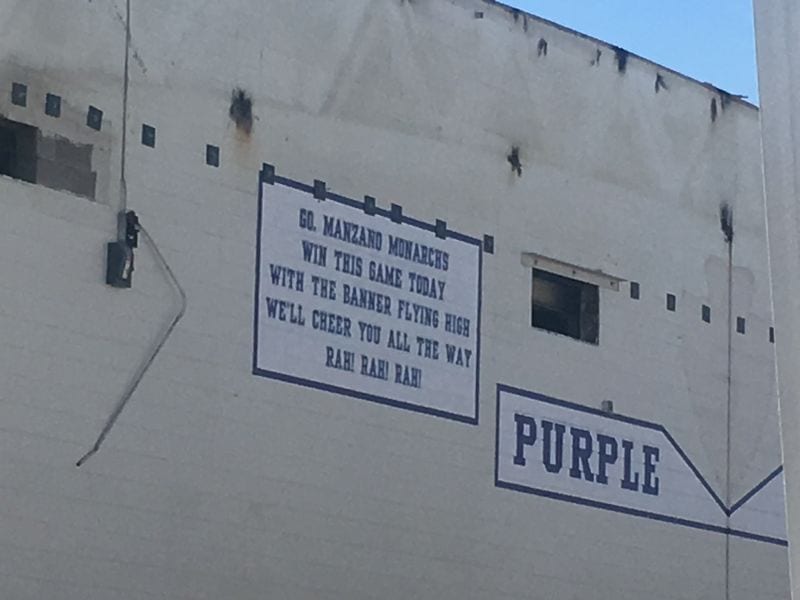 GO, MANZANO MONARCHS
WIN THIS GAME TODAY
WITH THE BANNER FLYING HIGH
WE'LL CHEER YOU ALL THE WAY
RAH! RAH! RAH!
PURPLE